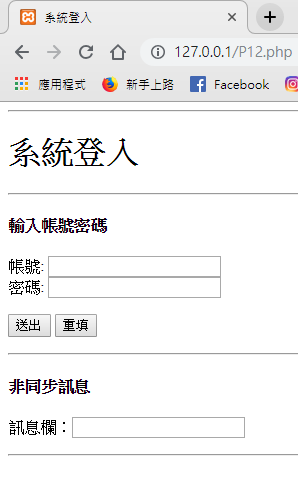 系統登入
127.0.0.1/P12.php
應用程式 新手上路 Facebook
系統登入
輸入帳號密碼
帳號:
密碼:
送出 重填
非同步訊息
訊息欄：